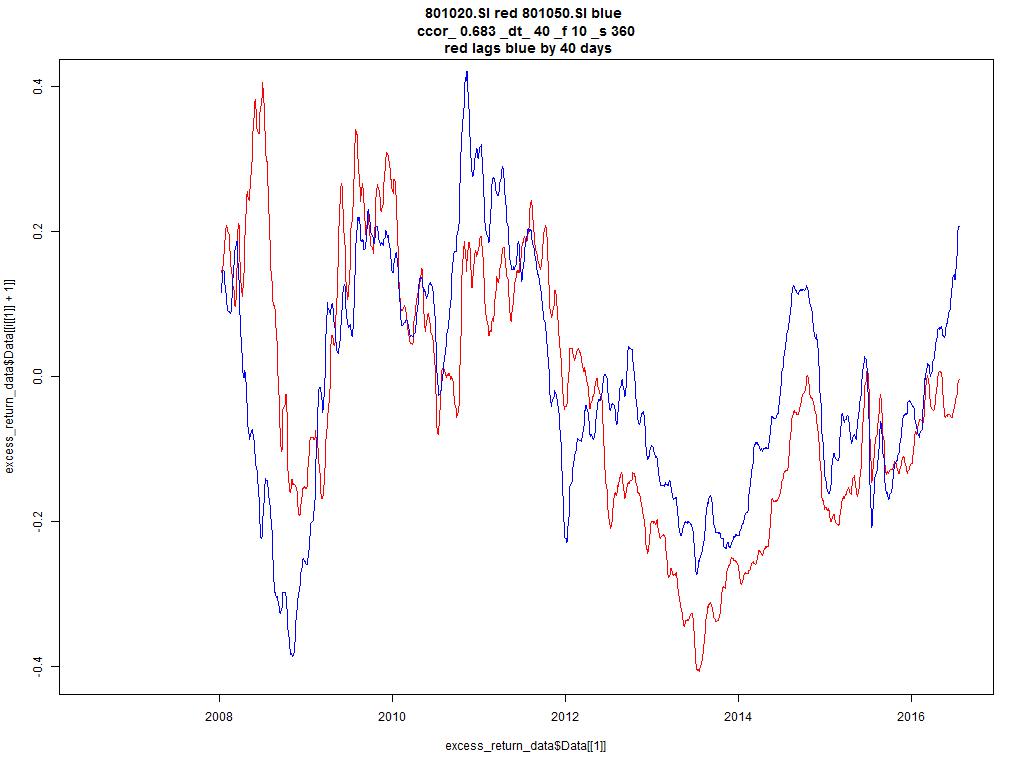 801020.SI red 801050.SI blue
ccor_ 0.683 _dt_ 40 _f 10 _s 360
red lags blue by 40 days
0.4
0.2
0.0
-0.2
-0.4
excess_return_data$Data[[i[[1]] + 1]]
2008 2010 2012 2014 2016
excess_return_data$Data[[1]]